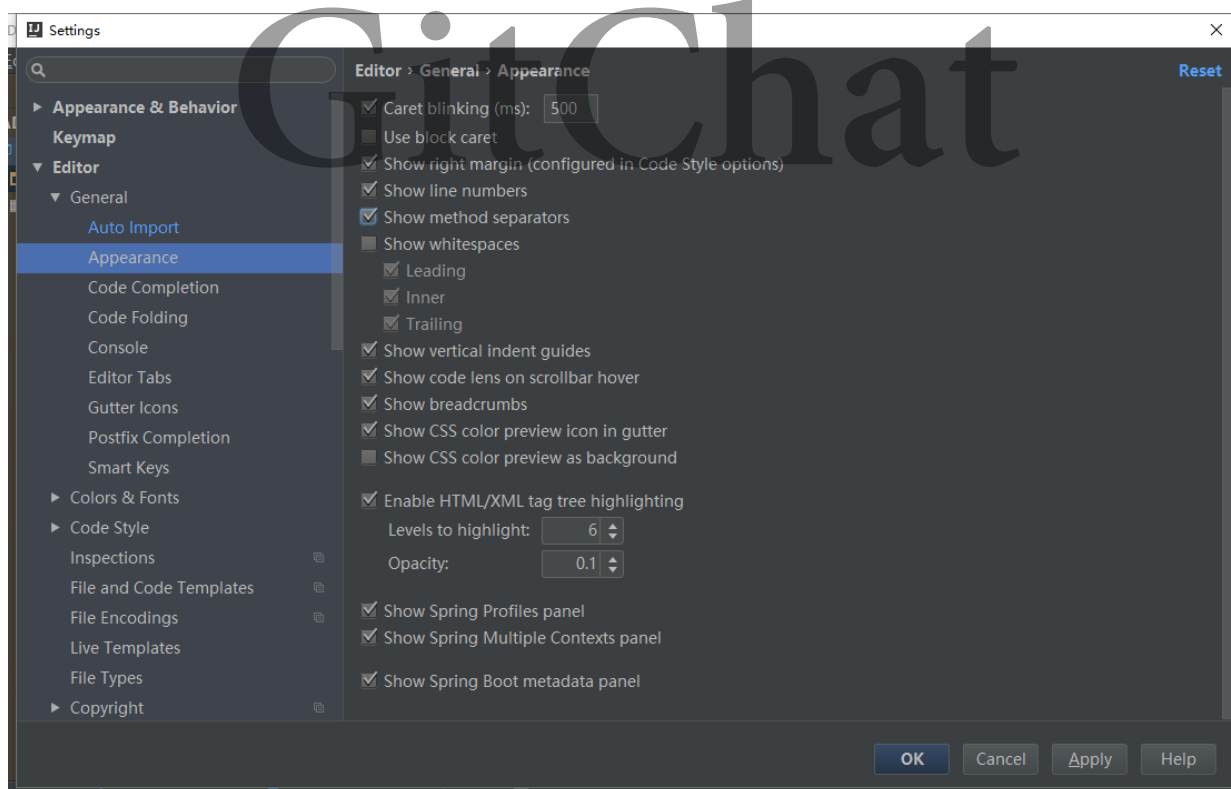 GitChat
Settings
Editor › General › Appearance
Reset
Appearance & Behavior
Keymap
Editor
General
Auto Import
Appearance
Code Completion
Code Folding
Console
Editor Tabs
Gutter Icons
Postfix Completion
Smart Keys
Colors & Fonts
Code Style
Inspections
File and Code Templates
File Encodings
Live Templates
File Types
Copyright
Caret blinking (ms): 500
Use block caret
Show right margin (configured in Code Style options)
Show line numbers
Show method separators
Show whitespaces
Leading
Inner
Trailing
Show vertical indent guides
Show code lens on scrollbar hover
Show breadcrumbs
Show CSS color preview icon in gutter
Show CSS color preview as background
Enable HTML/XML tag tree highlighting
Levels to highlight: 6
Opacity: 0.1
Show Spring Profiles panel
Show Spring Multiple Contexts panel
Show Spring Boot metadata panel
OK Cancel Apply Help